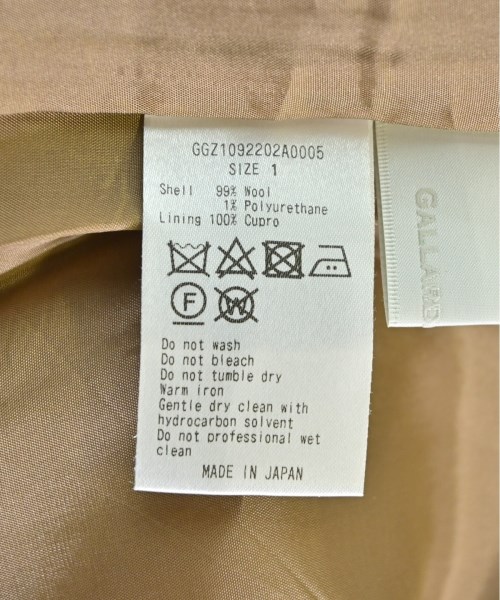 GGZ1092202A0005
SIZE 1
Shell 99% Wool
1% Polyurethane
Lining 100% Cupro
F
W
Do not wash
Do not bleach
Do not tumble dry
Warm iron
Gentle dry clean with
hydrocarbon solvent
Do not professional wet
clean
MADE IN JAPAN